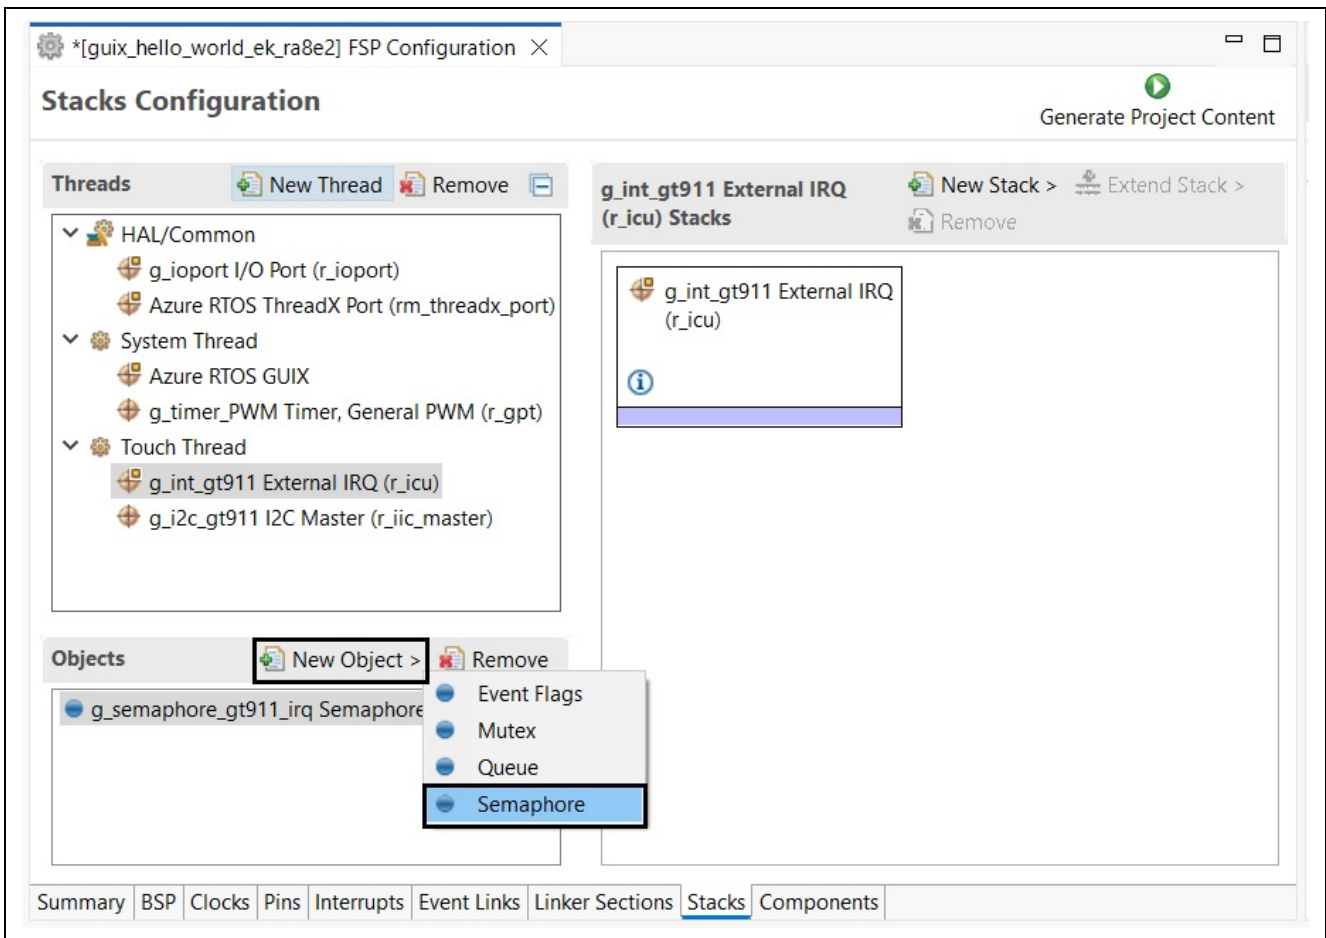 *[guix_hello_world_ek_ra8e2] FSP Configuration
Stacks Configuration
Generate Project Content
Threads
New Thread
Remove
HAL/Common
g_ioport I/O Port (r_ioport)
Azure RTOS ThreadX Port (rm_threadx_port)
System Thread
Azure RTOS GUIX
g_timer_PWM Timer, General PWM (r_gpt)
Touch Thread
g_int_gt911 External IRQ (r_icu)
g_i2c_gt911 I2C Master (r_iic_master)
Objects
New Object >
Remove
g_semaphore_gt911_irq Semaphore
Event Flags
Mutex
Queue
Semaphore
g_int_gt911 External IRQ
(r_icu) Stacks
New Stack >
Extend Stack >
Remove
g_int_gt911 External IRQ
(r_icu)
Summary BSP Clocks Pins Interrupts Event Links Linker Sections Stacks Components